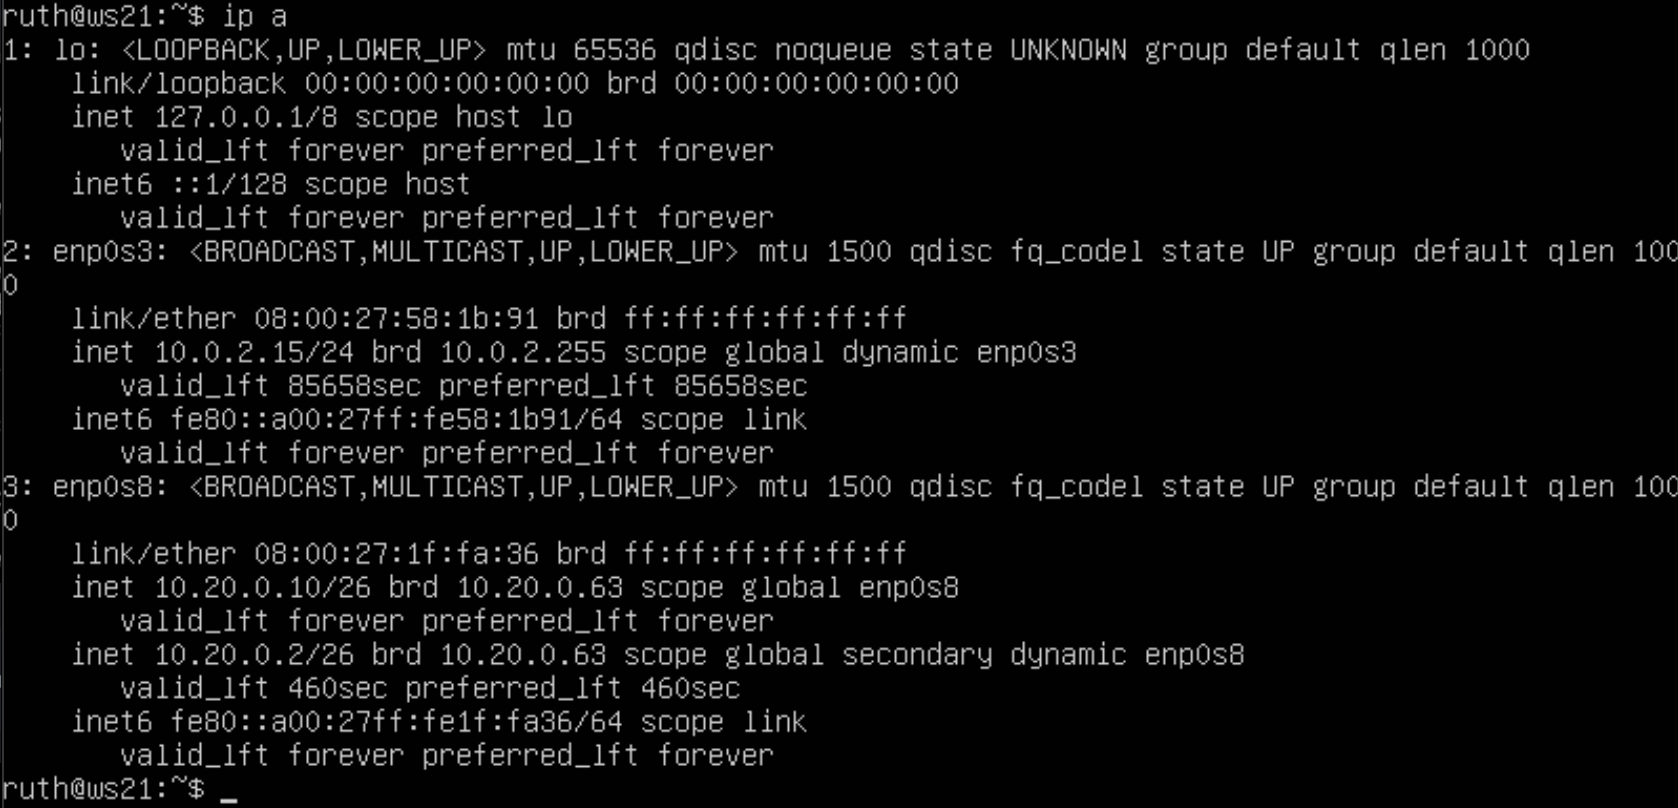 ruth@ws21:~$ ip a
1: lo: <LOOPBACK,UP,LOWER_UP> mtu 65536 qdisc noqueue state UNKNOWN group default qlen 1000
    link/loopback 00:00:00:00:00:00 brd 00:00:00:00:00:00
    inet 127.0.0.1/8 scope host lo
       valid_lft forever preferred_lft forever
    inet6 ::1/128 scope host
       valid_lft forever preferred_lft forever
2: enp0s3: <BROADCAST,MULTICAST,UP,LOWER_UP> mtu 1500 qdisc fq_codel state UP group default qlen 100
0
    link/ether 08:00:27:58:1b:91 brd ff:ff:ff:ff:ff:ff
    inet 10.0.2.15/24 brd 10.0.2.255 scope global dynamic enp0s3
       valid_lft 85658sec preferred_lft 85658sec
    inet6 fe80::a00:27ff:fe58:1b91/64 scope link
       valid_lft forever preferred_lft forever
3: enp0s8: <BROADCAST,MULTICAST,UP,LOWER_UP> mtu 1500 qdisc fq_codel state UP group default qlen 100
0
    link/ether 08:00:27:1f:fa:36 brd ff:ff:ff:ff:ff:ff
    inet 10.20.0.10/26 brd 10.20.0.63 scope global enp0s8
       valid_lft forever preferred_lft forever
    inet 10.20.0.2/26 brd 10.20.0.63 scope global secondary dynamic enp0s8
       valid_lft 460sec preferred_lft 460sec
    inet6 fe80::a00:27ff:fe1f:fa36/64 scope link
       valid_lft forever preferred_lft forever
ruth@ws21:~$ _